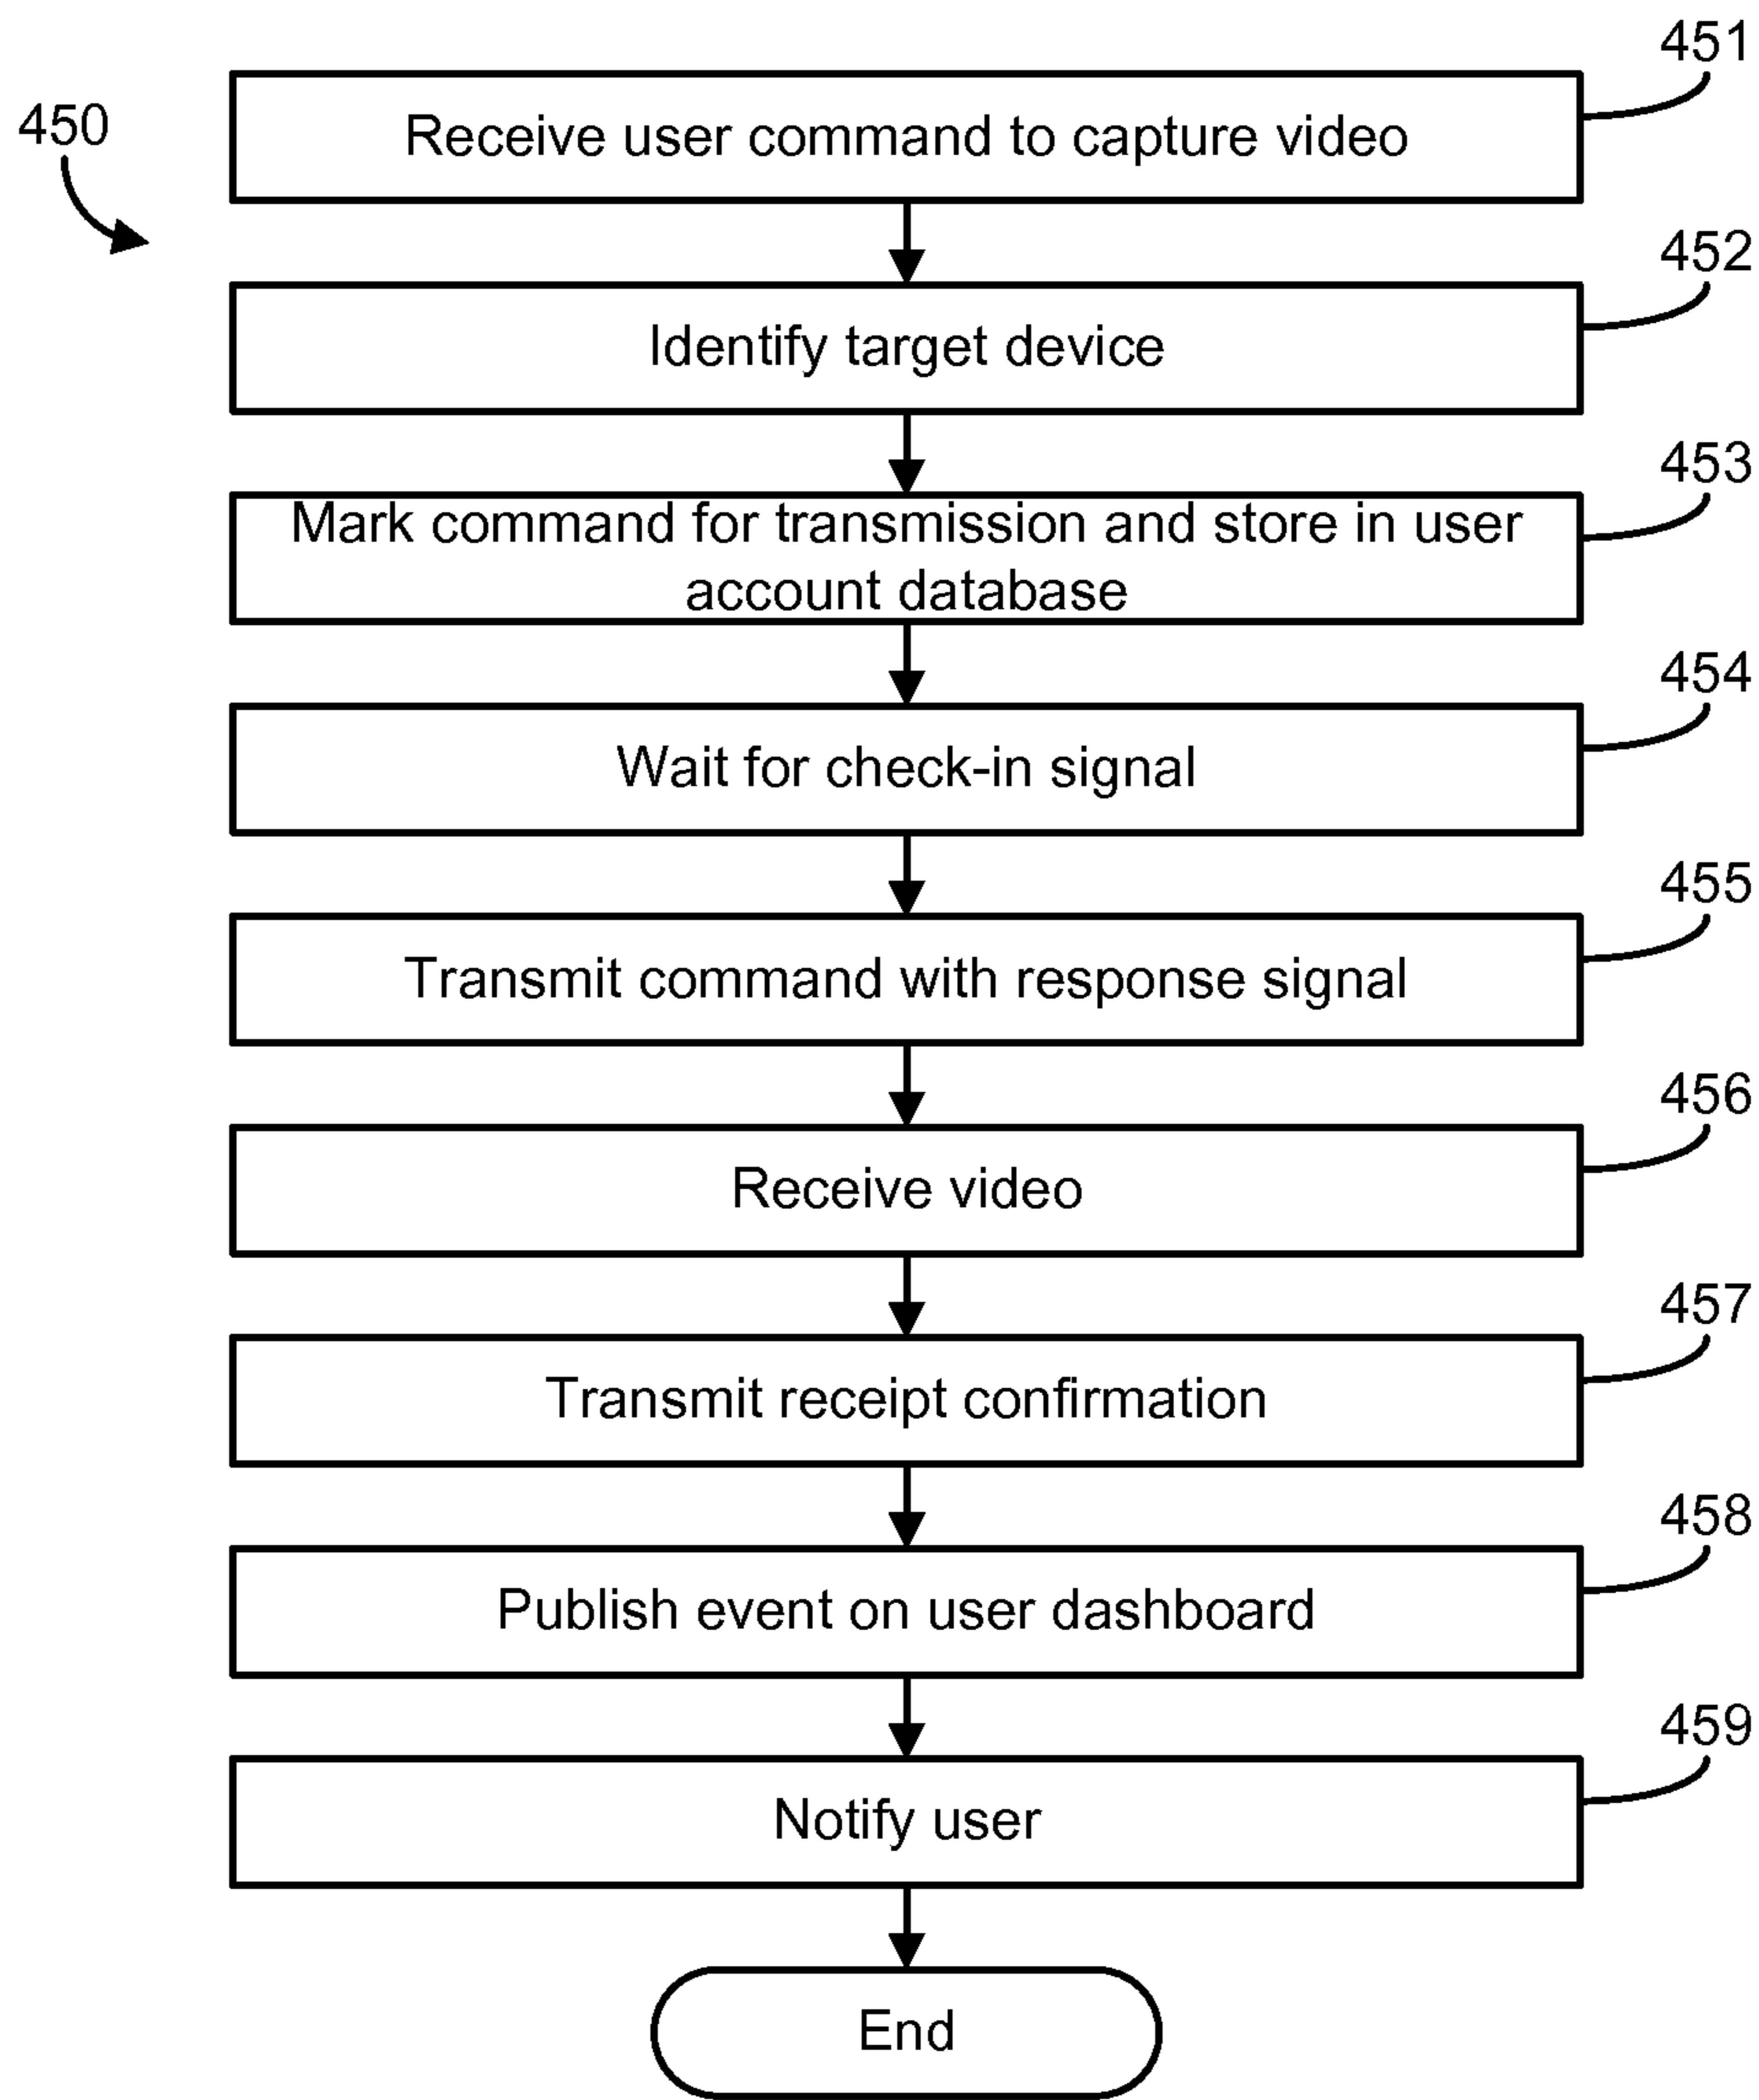 451
450
Receive user command to capture video
452
Identify target device
453
Mark command for transmission and store in user
account database
454
Wait for check-in signal
455
Transmit command with response signal
456
Receive video
457
Transmit receipt confirmation
458
Publish event on user dashboard
459
Notify user
End